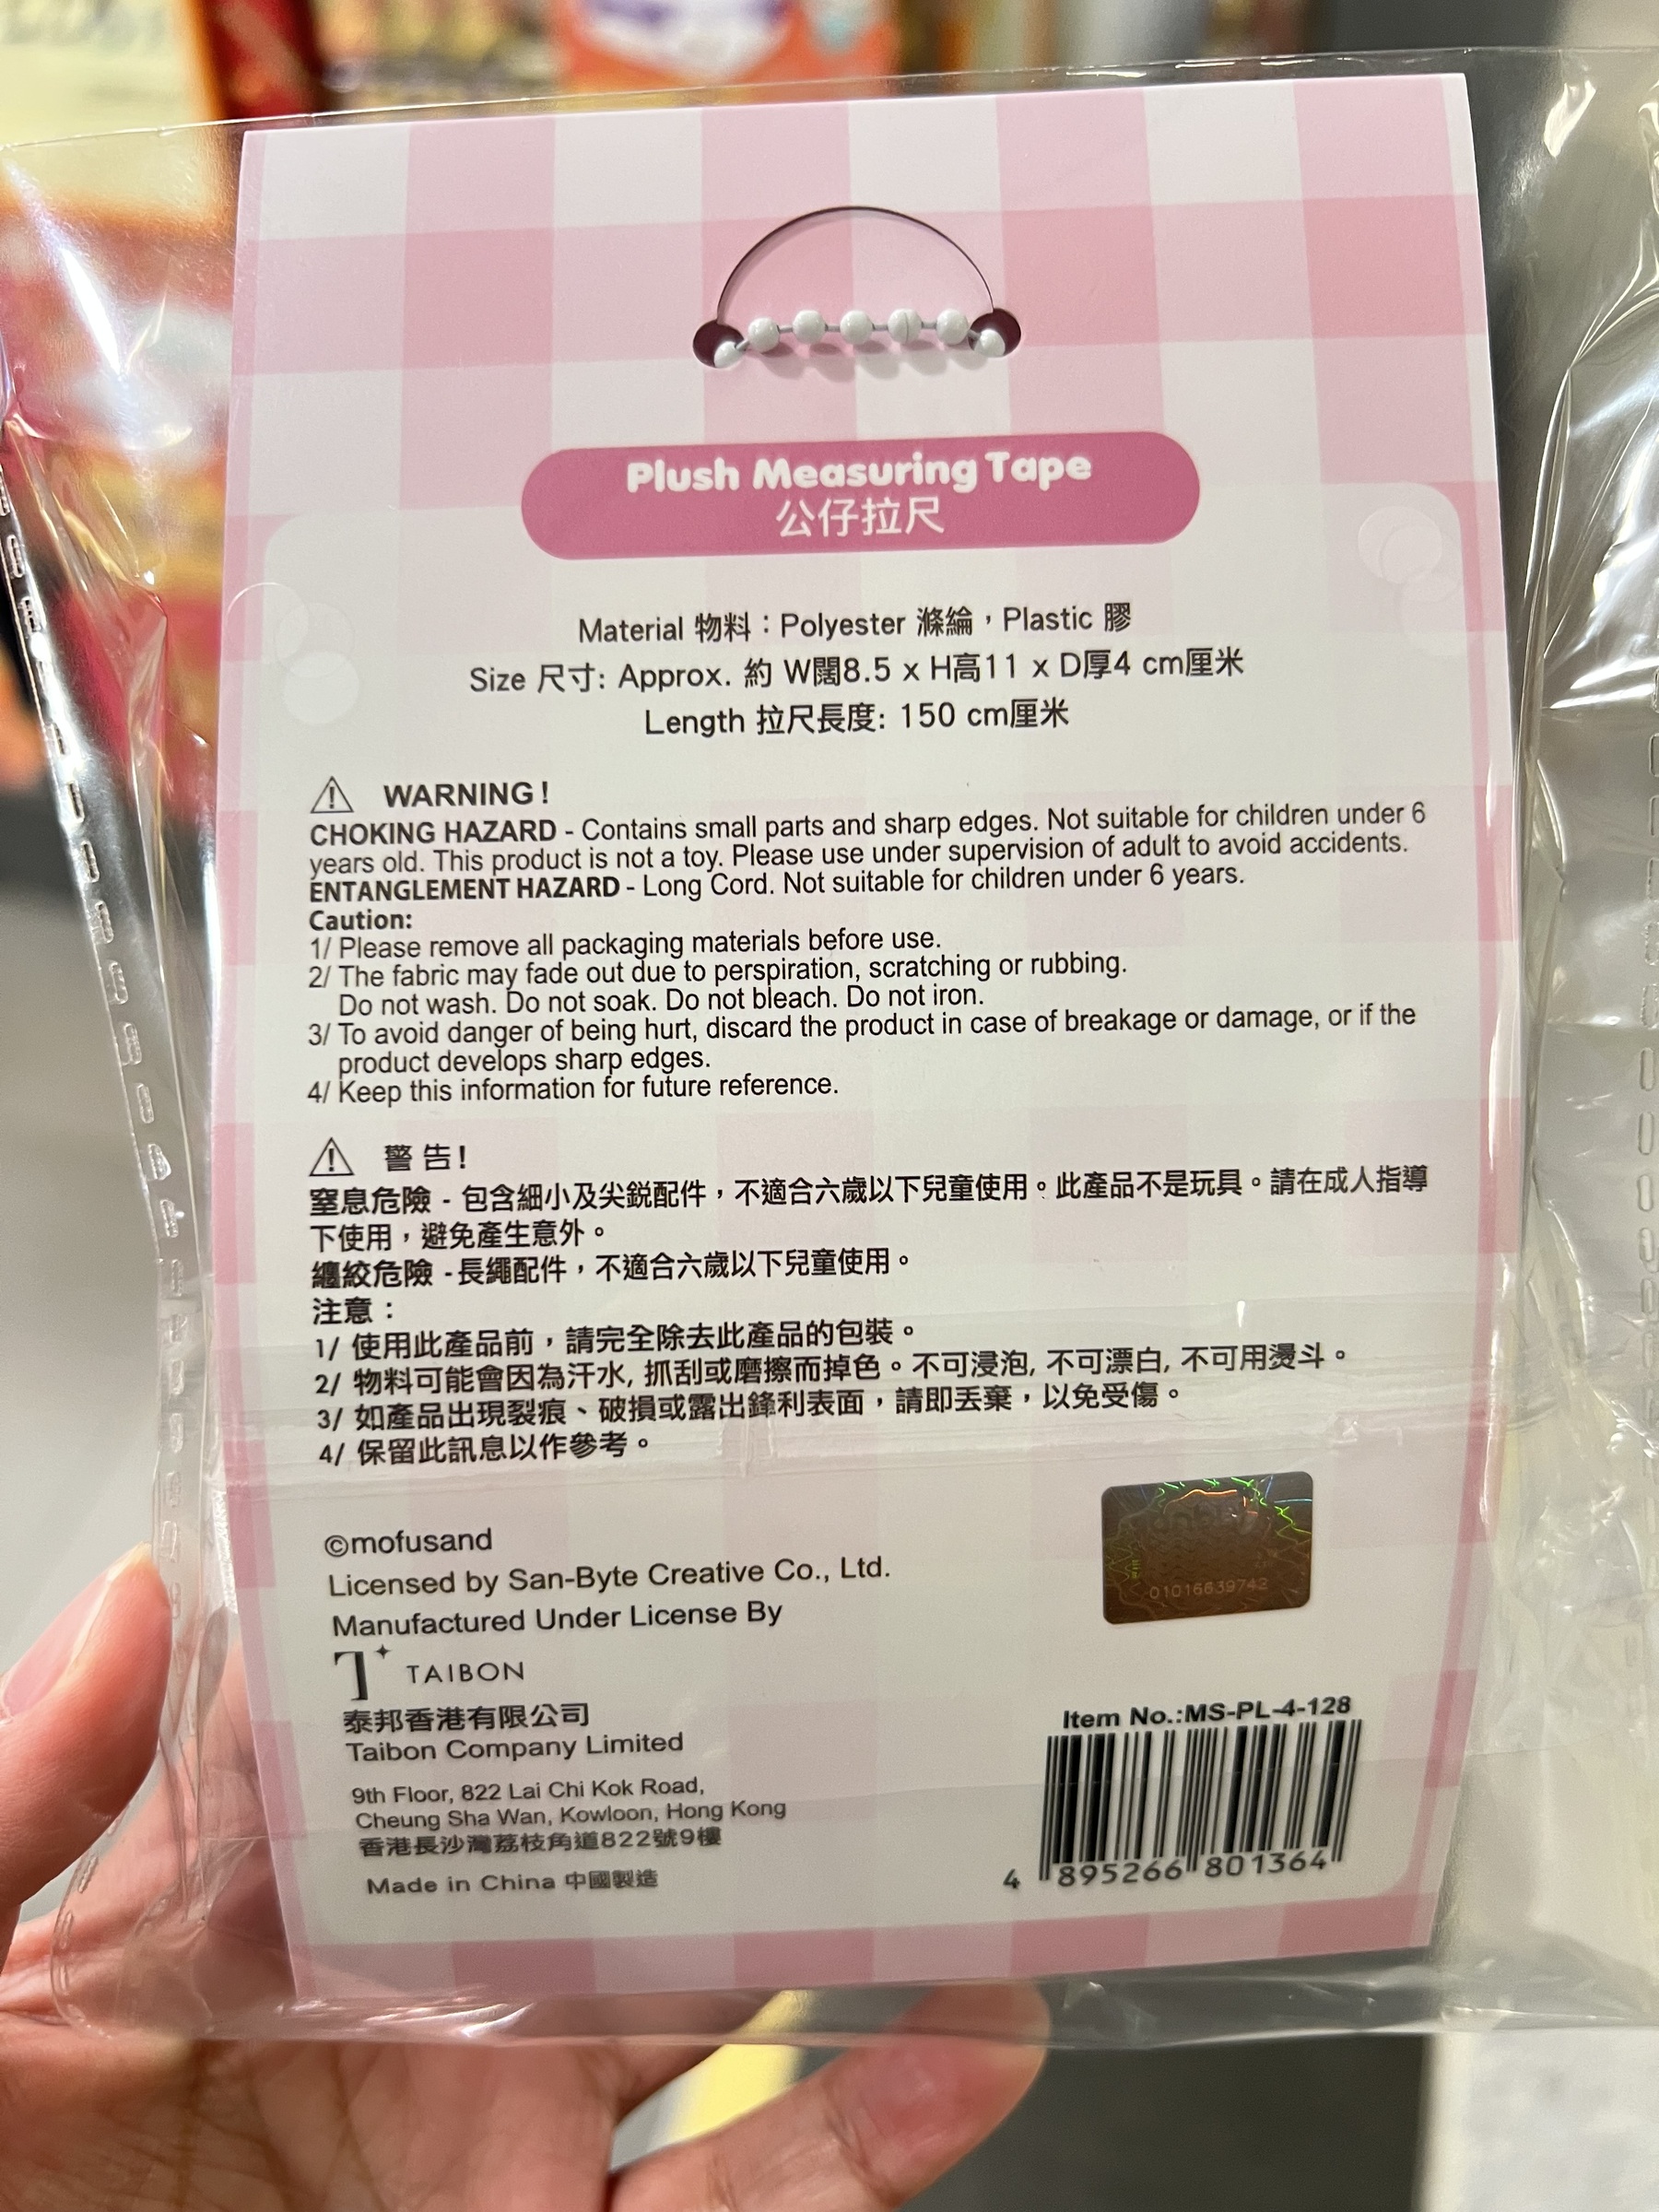 Plush Measuring Tape
公仔拉尺
Material 物料：Polyester 滌綸，Plastic 膠
Size 尺寸: Approx. 約 W闊8.5 x H高11 x D厚4 cm厘米
Length 拉尺長度: 150 cm厘米
WARNING!
CHOKING HAZARD - Contains small parts and sharp edges. Not suitable for children under 6
years old. This product is not a toy. Please use under supervision of adult to avoid accidents.
ENTANGLEMENT HAZARD - Long Cord. Not suitable for children under 6 years.
Caution:
1/ Please remove all packaging materials before use.
2/ The fabric may fade out due to perspiration, scratching or rubbing.
Do not wash. Do not soak. Do not bleach. Do not iron.
3/ To avoid danger of being hurt, discard the product in case of breakage or damage, or if the
product develops sharp edges.
4/ Keep this information for future reference.
警告!
窒息危險 - 包含細小及尖銳配件，不適合六歲以下兒童使用。此產品不是玩具。請在成人指導
下使用，避免產生意外。
纏絞危險 -長繩配件，不適合六歲以下兒童使用。
注意：
1/ 使用此產品前，請完全除去此產品的包裝。
2/ 物料可能會因為汗水, 抓刮或磨擦而掉色。不可浸泡, 不可漂白, 不可用燙斗。
3/ 如產品出現裂痕、破損或露出鋒利表面，請即丟棄，以免受傷。
4/ 保留此訊息以作參考。
©mofusand
Licensed by San-Byte Creative Co., Ltd.
Manufactured Under License By
T TAIBON
泰邦香港有限公司
Taibon Company Limited
9th Floor, 822 Lai Chi Kok Road,
Cheung Sha Wan, Kowloon, Hong Kong
香港長沙灣荔枝角道822號9樓
Made in China 中國製造
01016639742
Item No.:MS-PL-4-128
4 895266 801364